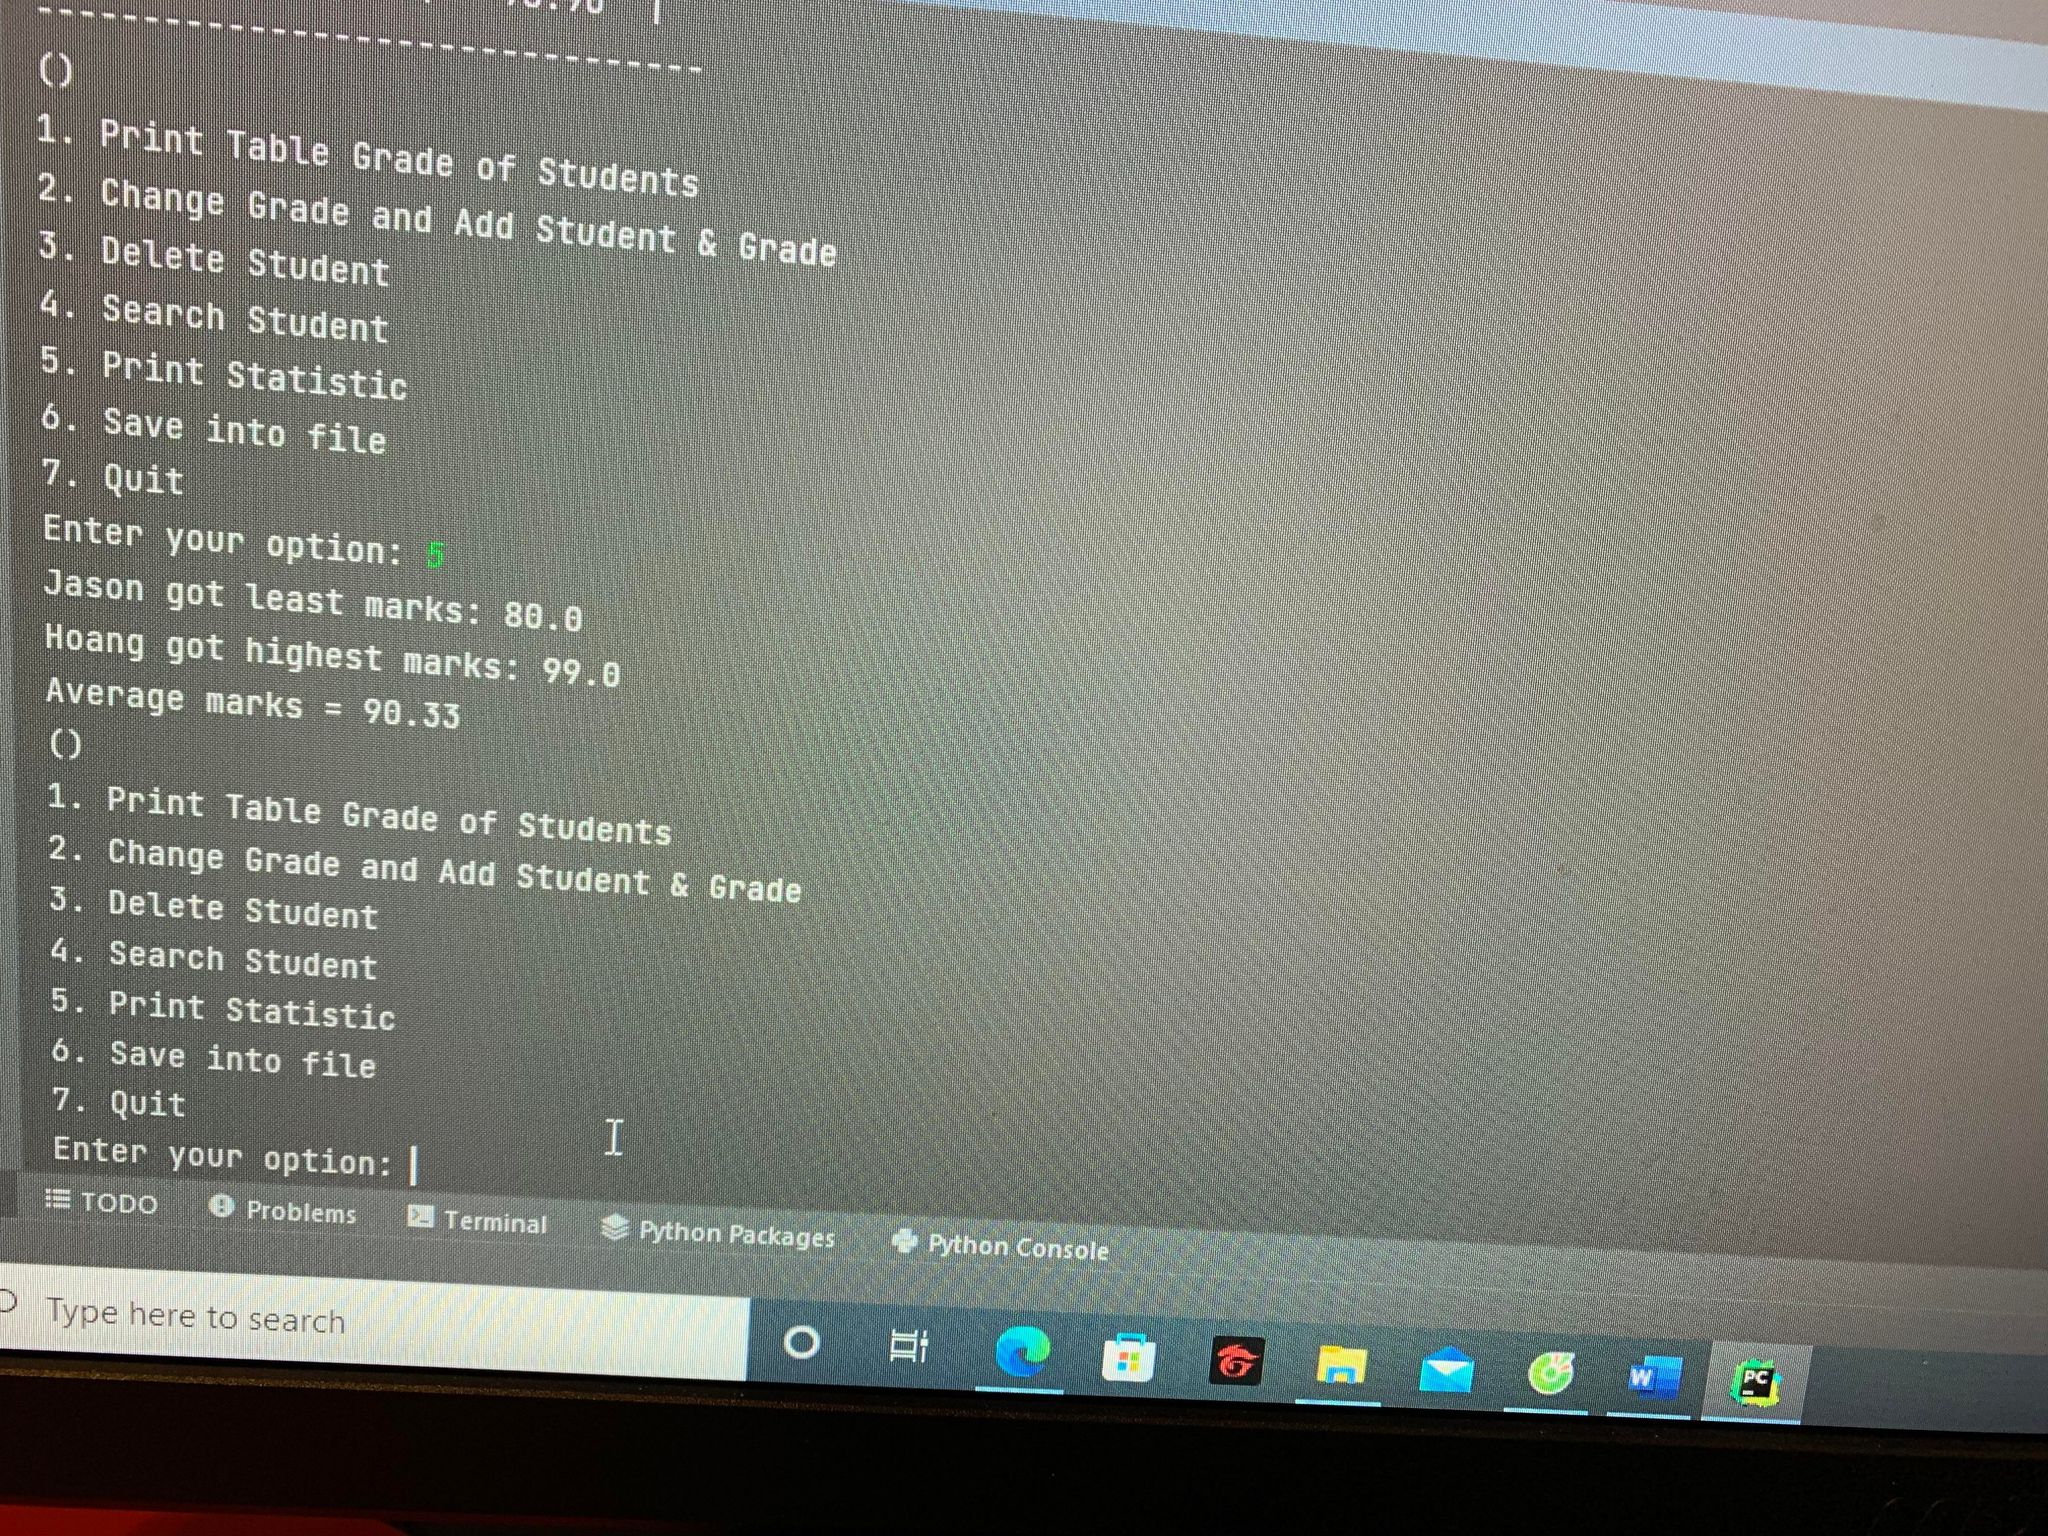 ()
1. Print Table Grade of Students
2. Change Grade and Add Student & Grade
3. Delete Student
4. Search Student
5. Print Statistic
6. Save into file
7. Quit
Enter your option: 5
Jason got least marks: 80.0
Hoang got highest marks: 99.0
Average marks = 90.33
()
1. Print Table Grade of Students
2. Change Grade and Add Student & Grade
3. Delete Student
4. Search Student
5. Print Statistic
6. Save into file
7. Quit
Enter your option:
TODO Problems Terminal Python Packages Python Console
Type here to search
W PC